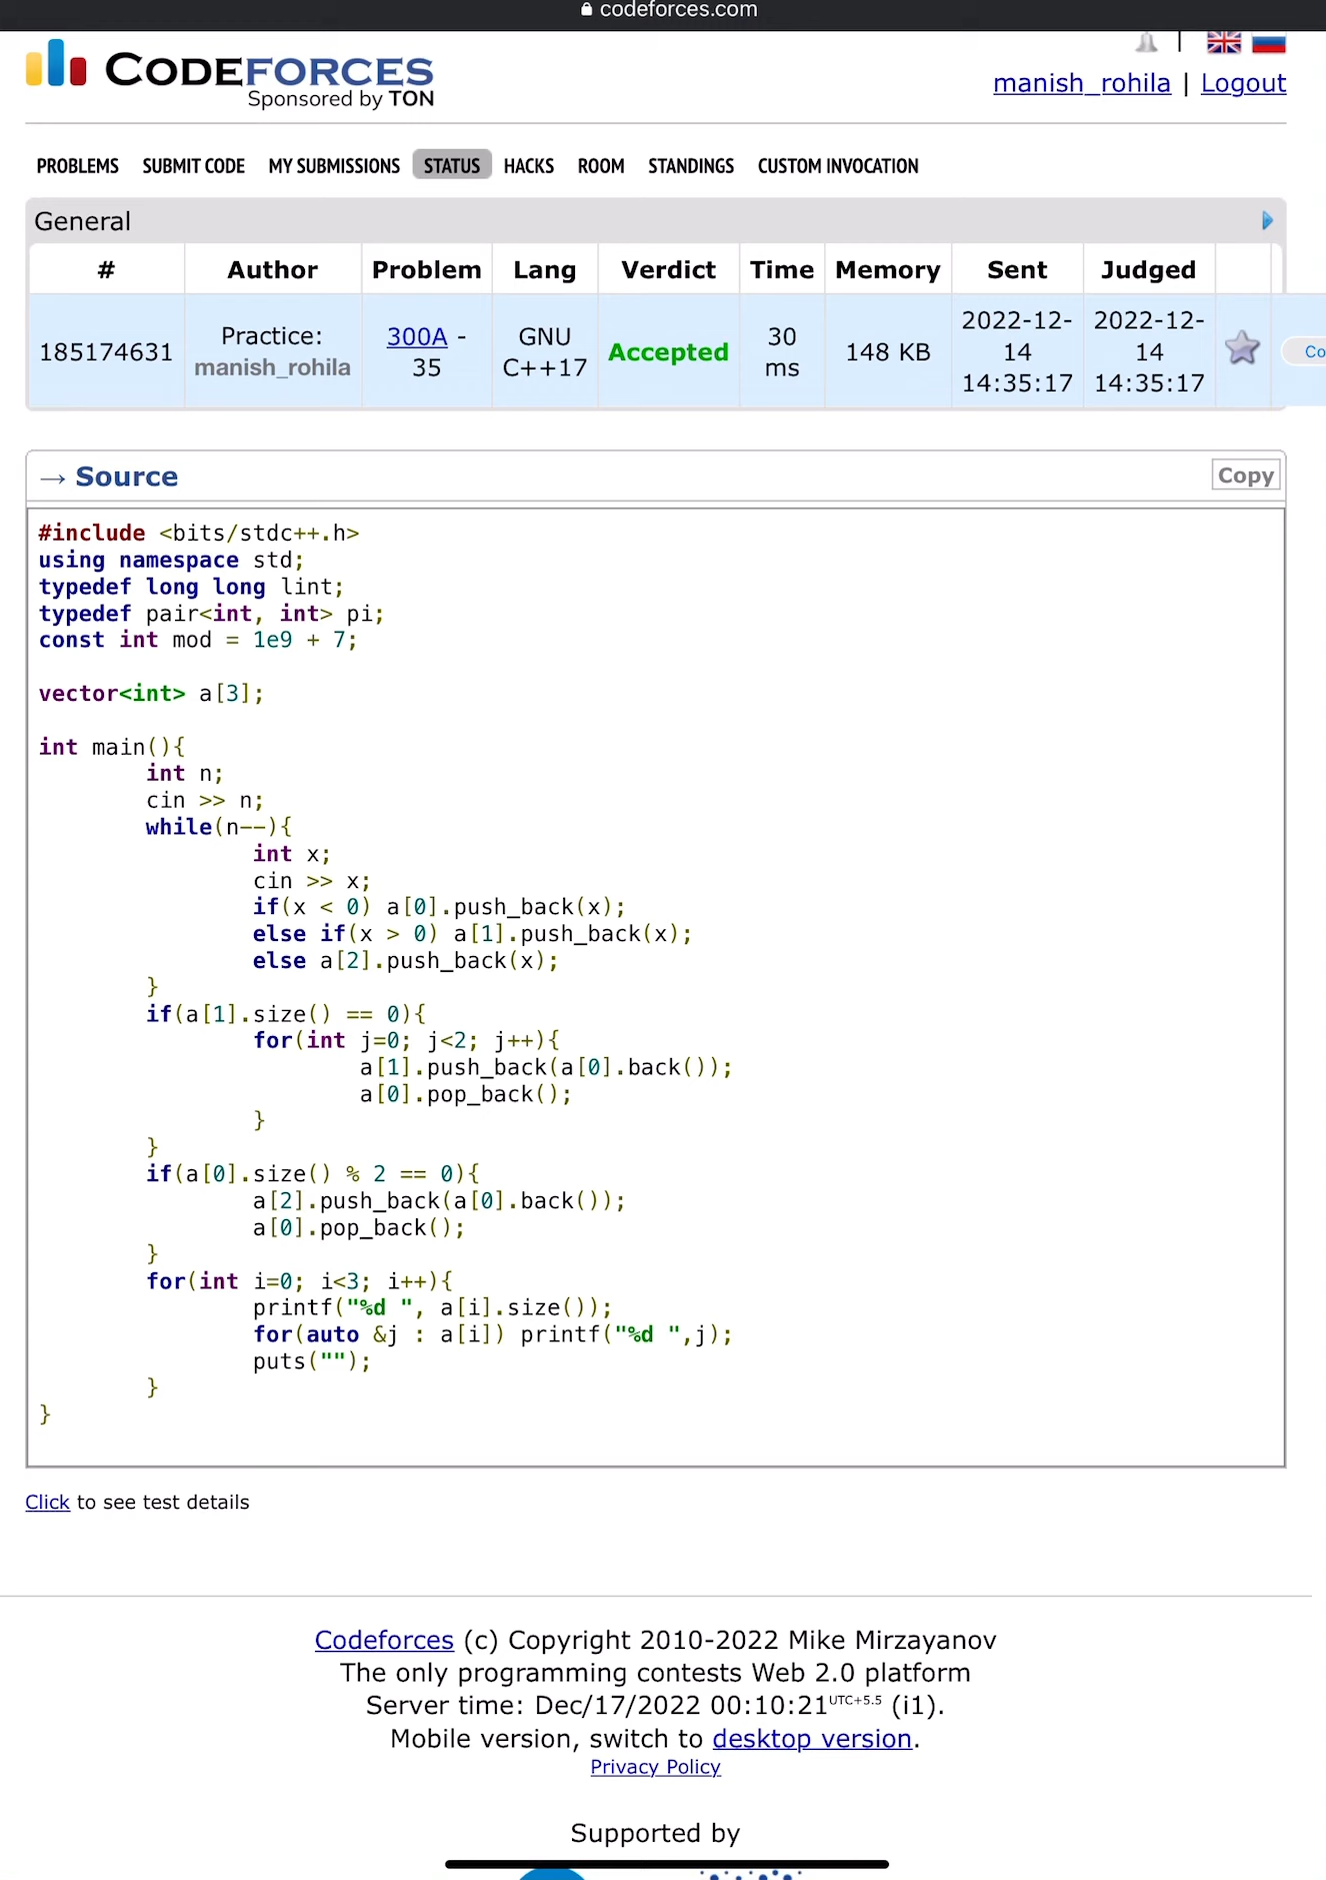 codeforces.com
CODEFORCES
Sponsored by TON
manish_rohila | Logout
PROBLEMS SUBMIT CODE MY SUBMISSIONS STATUS HACKS ROOM STANDINGS CUSTOM INVOCATION
General
# Author Problem Lang Verdict Time Memory Sent Judged
185174631 Practice: manish_rohila 300A - 35 GNU C++17 Accepted 30 ms 148 KB 2022-12-14 14:35:17 2022-12-14 14:35:17 Co
→ Source Copy
#include <bits/stdc++.h>
using namespace std;
typedef long long lint;
typedef pair<int, int> pi;
const int mod = 1e9 + 7;
vector<int> a[3];
int main(){
int n;
cin >> n;
while(n--){
int x;
cin >> x;
if(x < 0) a[0].push_back(x);
else if(x > 0) a[1].push_back(x);
else a[2].push_back(x);
}
if(a[1].size() == 0){
for(int j=0; j<2; j++){
a[1].push_back(a[0].back());
a[0].pop_back();
}
}
if(a[0].size() % 2 == 0){
a[2].push_back(a[0].back());
a[0].pop_back();
}
for(int i=0; i<3; i++){
printf("%d ", a[i].size());
for(auto &j : a[i]) printf("%d ",j);
puts("");
}
}
Click to see test details
Codeforces (c) Copyright 2010-2022 Mike Mirzayanov
The only programming contests Web 2.0 platform
Server time: Dec/17/2022 00:10:21 UTC+5.5 (i1).
Mobile version, switch to desktop version.
Privacy Policy
Supported by